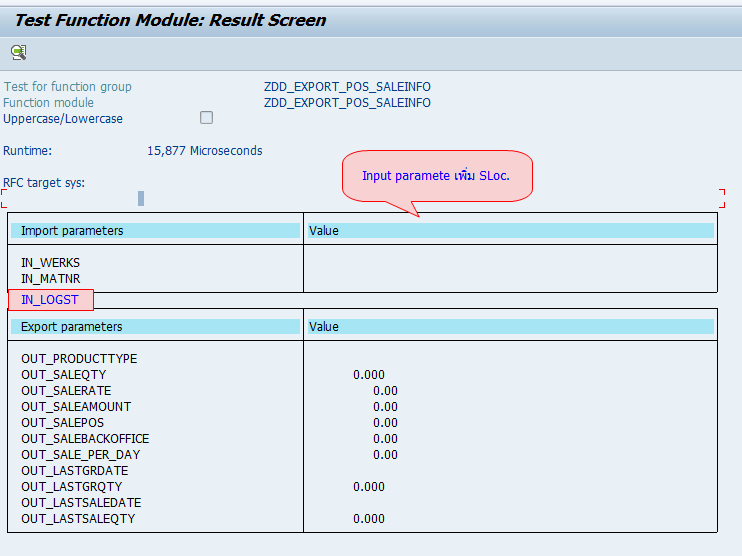 Test Function Module: Result Screen
Test for function group ZDD_EXPORT_POS_SALEINFO
Function module ZDD_EXPORT_POS_SALEINFO
Uppercase/Lowercase
Runtime: 15,877 Microseconds
Input paramete เพิ่ม SLoc.
RFC target sys:
Import parameters Value
IN_WERKS
IN_MATNR
IN_LOGST
Export parameters Value
OUT_PRODUCTTYPE
OUT_SALEQTY 0.000
OUT_SALERATE 0.00
OUT_SALEAMOUNT 0.00
OUT_SALEPOS 0.00
OUT_SALEBACKOFFICE 0.00
OUT_SALE_PER_DAY 0.00
OUT_LASTGRDATE
OUT_LASTGRQTY 0.000
OUT_LASTSALEDATE
OUT_LASTSALEQTY 0.000